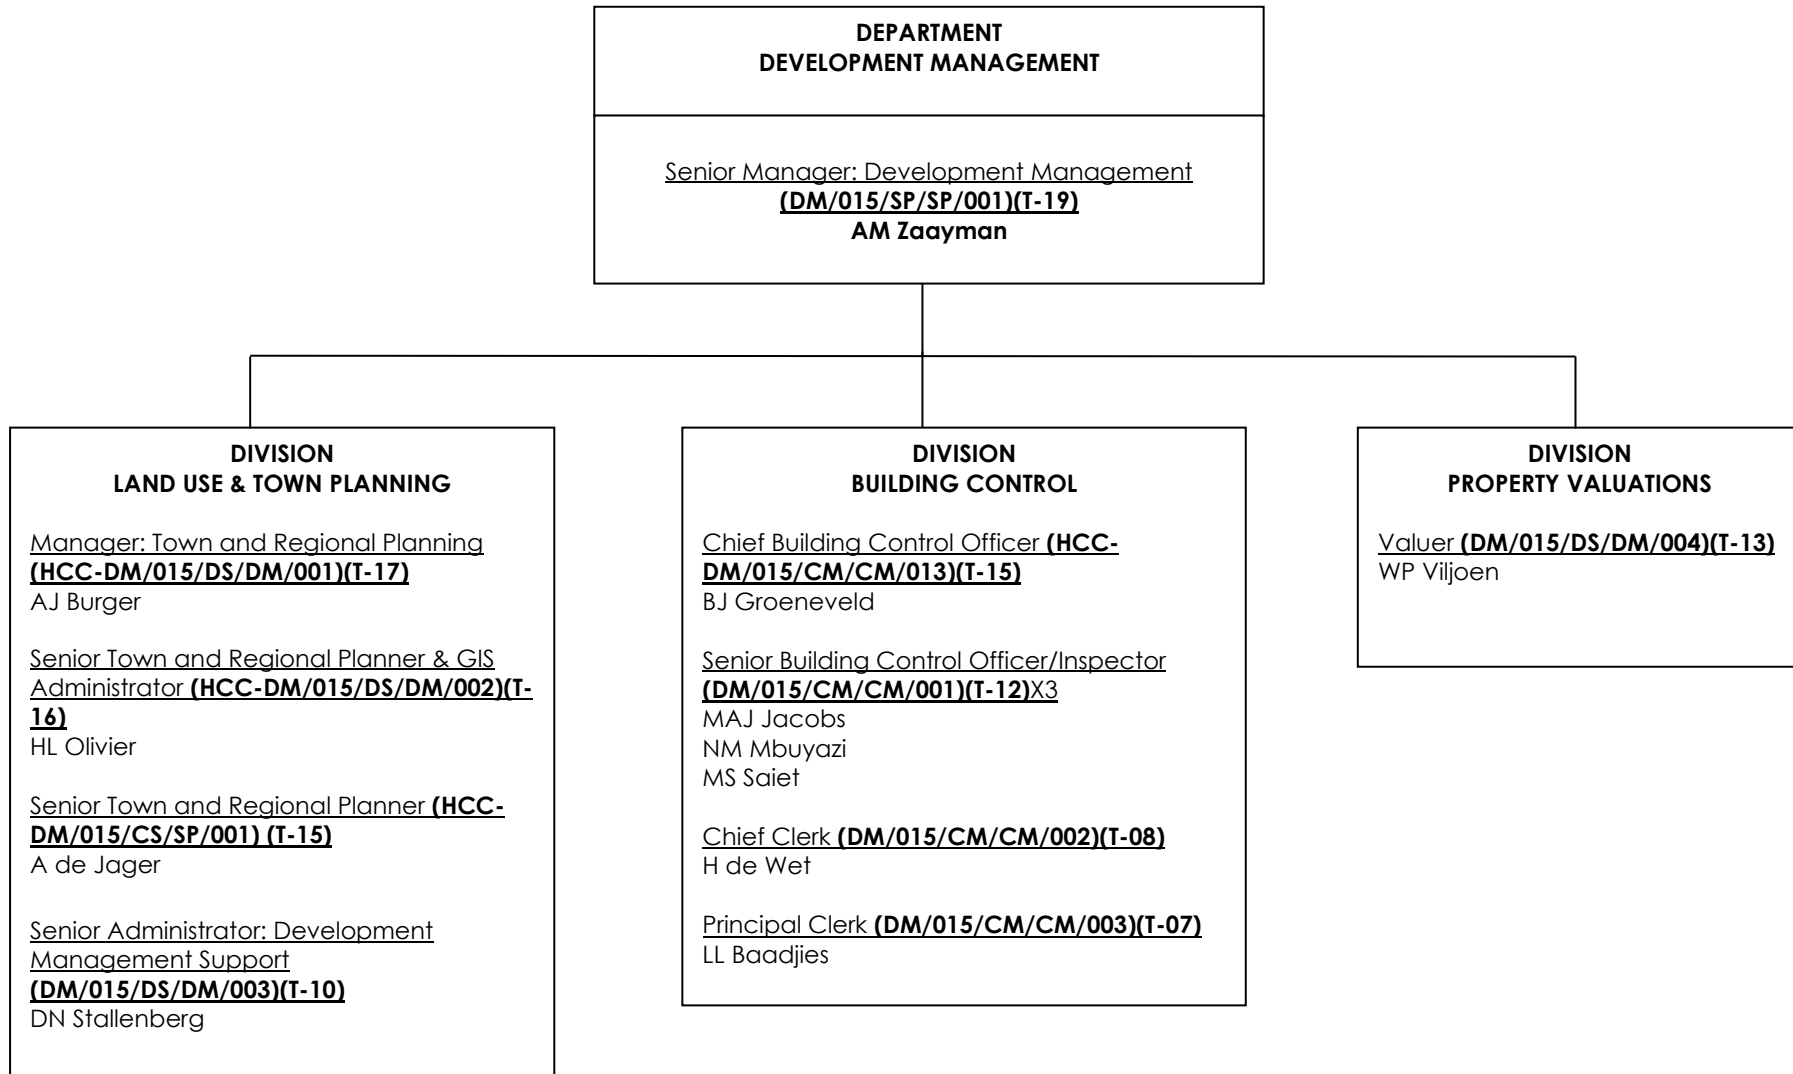 DEPARTMENT
DEVELOPMENT MANAGEMENT
Senior Manager: Development Management
(DM/015/SP/SP/001)(T-19)
AM Zaayman
DIVISION
LAND USE & TOWN PLANNING
Manager: Town and Regional Planning
(HCC-DM/015/DS/DM/001)(T-17)
AJ Burger
Senior Town and Regional Planner & GIS
Administrator (HCC-DM/015/DS/DM/002)(T-
16)
HL Olivier
Senior Town and Regional Planner (HCC-
DM/015/CS/SP/001) (T-15)
A de Jager
Senior Administrator: Development
Management Support
(DM/015/DS/DM/003)(T-10)
DN Stallenberg
DIVISION
BUILDING CONTROL
Chief Building Control Officer (HCC-
DM/015/CM/CM/013)(T-15)
BJ Groeneveld
Senior Building Control Officer/Inspector
(DM/015/CM/CM/001)(T-12)X3
MAJ Jacobs
NM Mbuyazi
MS Saiet
Chief Clerk (DM/015/CM/CM/002)(T-08)
H de Wet
Principal Clerk (DM/015/CM/CM/003)(T-07)
LL Baadjies
DIVISION
PROPERTY VALUATIONS
Valuer (DM/015/DS/DM/004)(T-13)
WP Viljoen